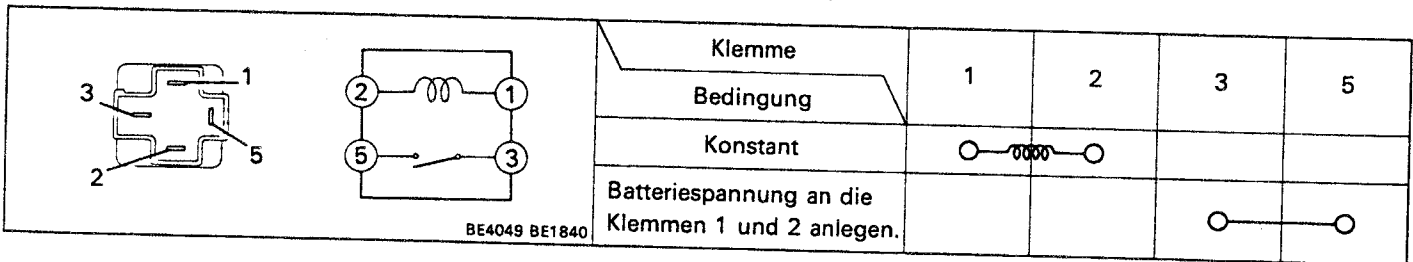 1
3
5
2
2
1
5
3
BE4049 BE1840
Klemme
Bedingung
1 2 3 5
Konstant
Batteriespannung an die
Klemmen 1 und 2 anlegen.